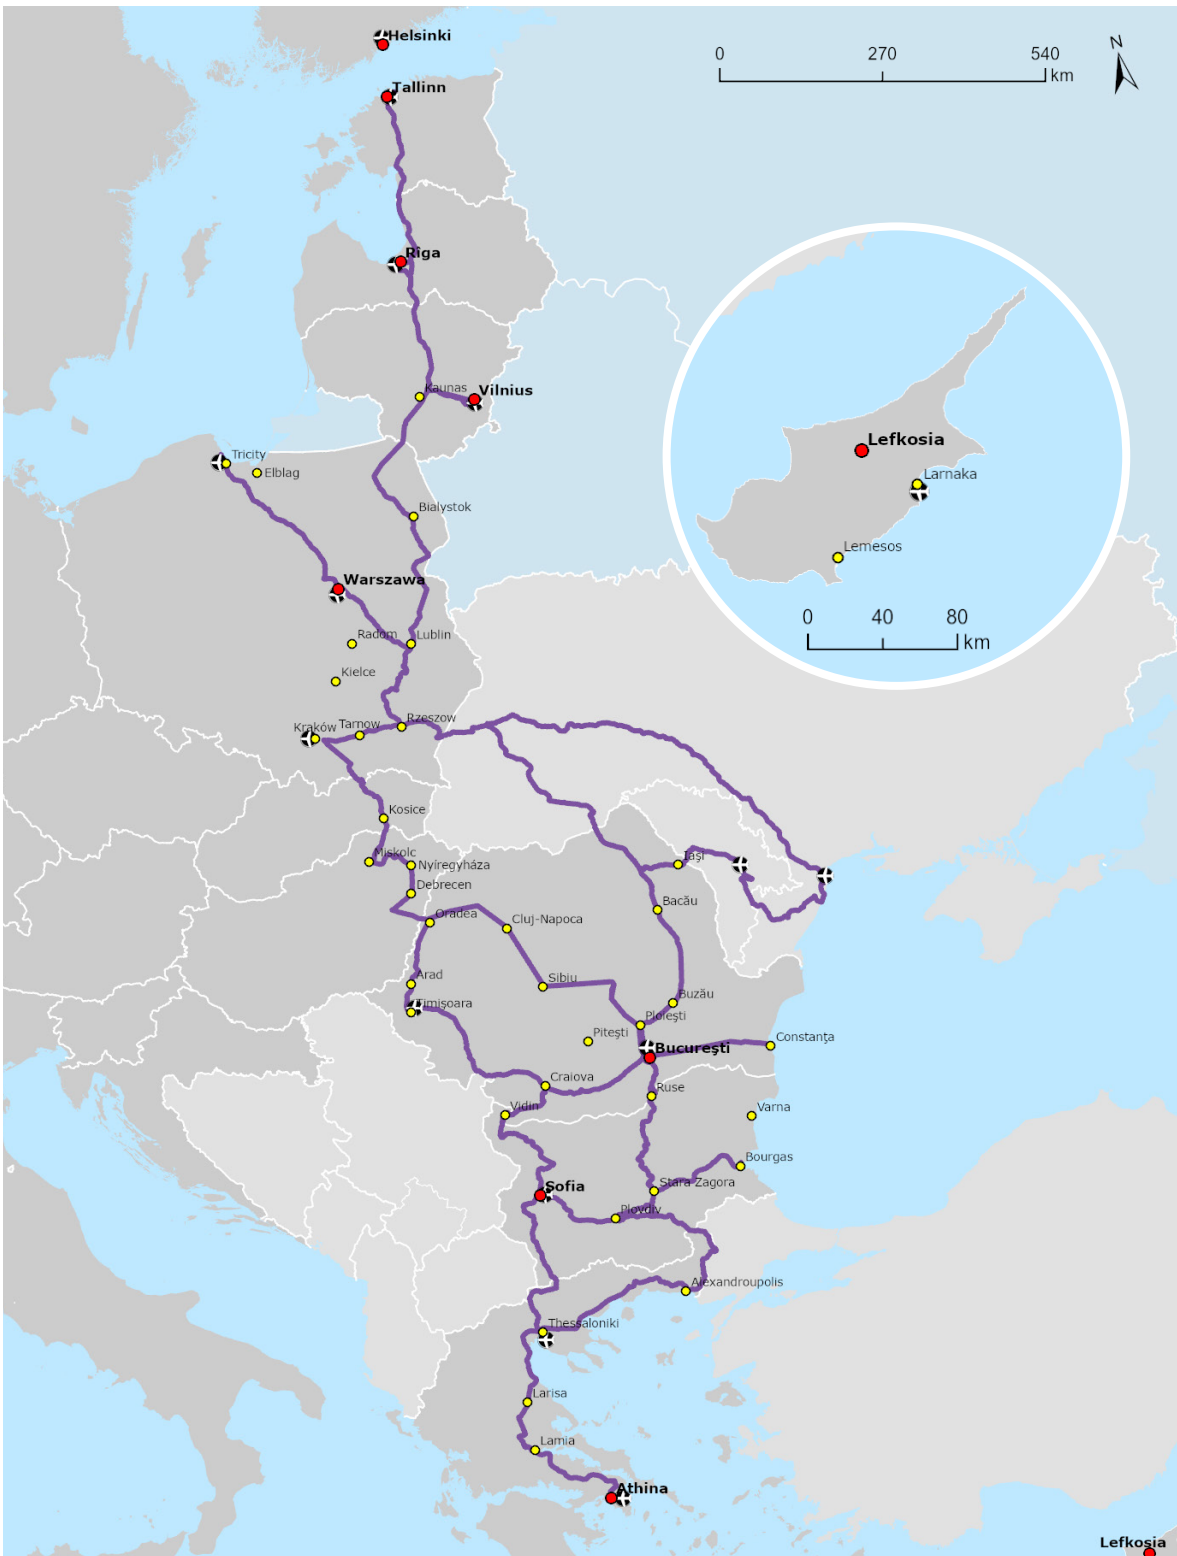 Helsinki
0 270 540
km
N
Tallinn
Rīga
Kaunas
Vilnius
Tricity
Elblag
Bialystok
Lefkosia
Larnaka
Lemesos
0 40 80
km
Warszawa
Radom
Lublin
Kielce
Rzeszow
Tarnow
Kraków
Kosice
Miskolc
Nyíregyháza
Iaşi
Debrecen
Bacău
Oradea
Cluj-Napoca
Arad
Sibiu
Timişoara
Buzău
Ploieşti
Piteşti
Bucureşti
Constanţa
Craiova
Ruse
Vidin
Varna
Bourgas
Sofia
Stara Zagora
Plovdiv
Alexandroupolis
Thessaloniki
Larisa
Lamia
Athina
Lefkosia